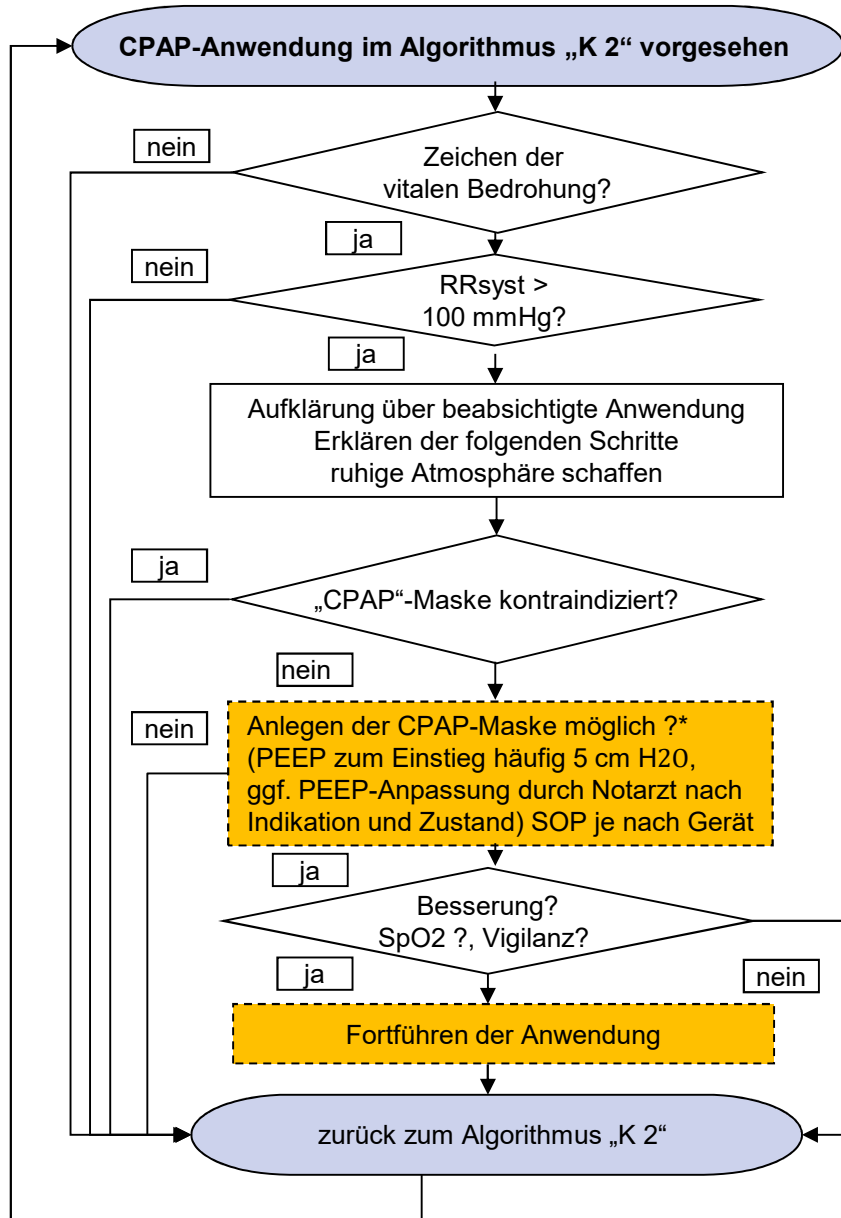 CPAP-Anwendung im Algorithmus „K 2“ vorgesehen
nein
Zeichen der
vitalen Bedrohung?
ja
nein
RRsyst >
100 mmHg?
ja
Aufklärung über beabsichtigte Anwendung
Erklären der folgenden Schritte
ruhige Atmosphäre schaffen
ja
„CPAP“-Maske kontraindiziert?
nein
nein
Anlegen der CPAP-Maske möglich ?*
(PEEP zum Einstieg häufig 5 cm H2O,
ggf. PEEP-Anpassung durch Notarzt nach
Indikation und Zustand) SOP je nach Gerät
ja
Besserung?
SpO2 ?, Vigilanz?
ja
nein
Fortführen der Anwendung
zurück zum Algorithmus „K 2“